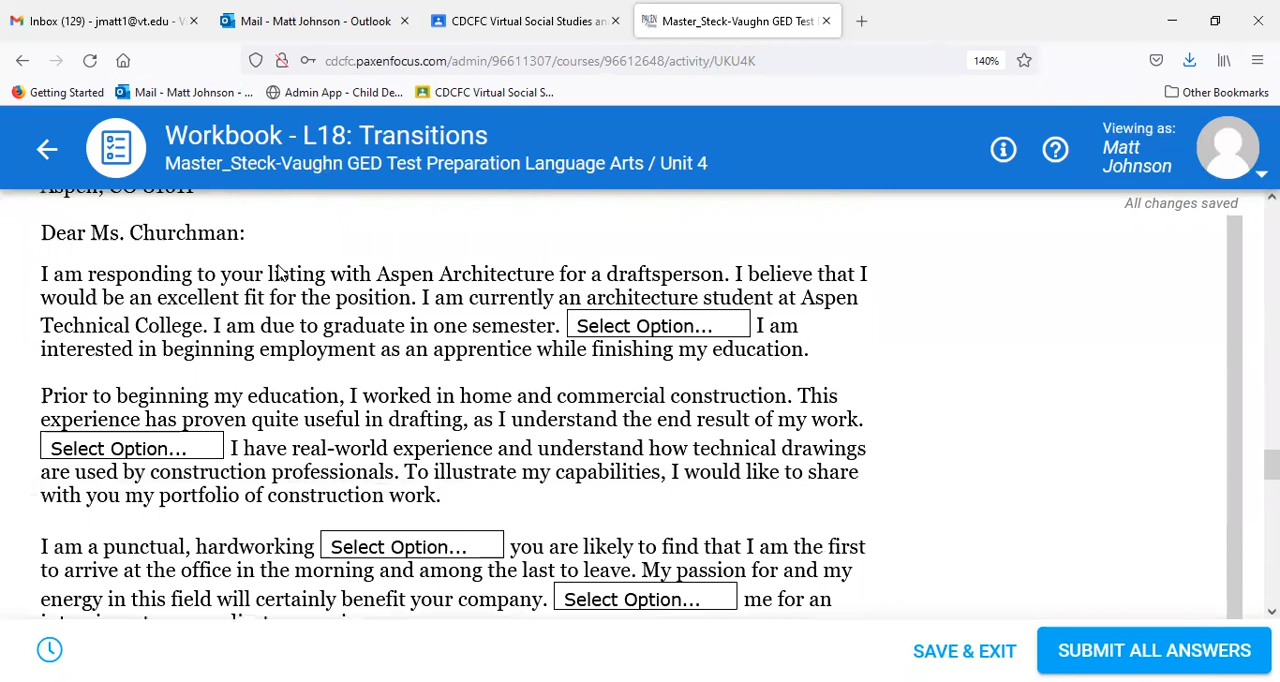 Inbox (129) - jmatt1@vt.edu - V
Mail - Matt Johnson - Outlook
CDCFC Virtual Social Studies an
PAXEN
Master_Steck-Vaughn GED Test
cdcfc.paxenfocus.com/admin/96611307/courses/96612648/activity/UKU4K
140%
Getting Started
Mail - Matt Johnson - ...
Admin App - Child De...
CDCFC Virtual Social S...
Other Bookmarks
Workbook - L18: Transitions
Master_Steck-Vaughn GED Test Preparation Language Arts / Unit 4
Viewing as:
Matt
Johnson
All changes saved
Aspen, CO 81611
Dear Ms. Churchman:
I am responding to your listing with Aspen Architecture for a draftsperson. I believe that I
would be an excellent fit for the position. I am currently an architecture student at Aspen
Technical College. I am due to graduate in one semester. Select Option... I am
interested in beginning employment as an apprentice while finishing my education.
Prior to beginning my education, I worked in home and commercial construction. This
experience has proven quite useful in drafting, as I understand the end result of my work.
Select Option... I have real-world experience and understand how technical drawings
are used by construction professionals. To illustrate my capabilities, I would like to share
with you my portfolio of construction work.
I am a punctual, hardworking Select Option... you are likely to find that I am the first
to arrive at the office in the morning and among the last to leave. My passion for and my
energy in this field will certainly benefit your company. Select Option... me for an
SAVE & EXIT
SUBMIT ALL ANSWERS